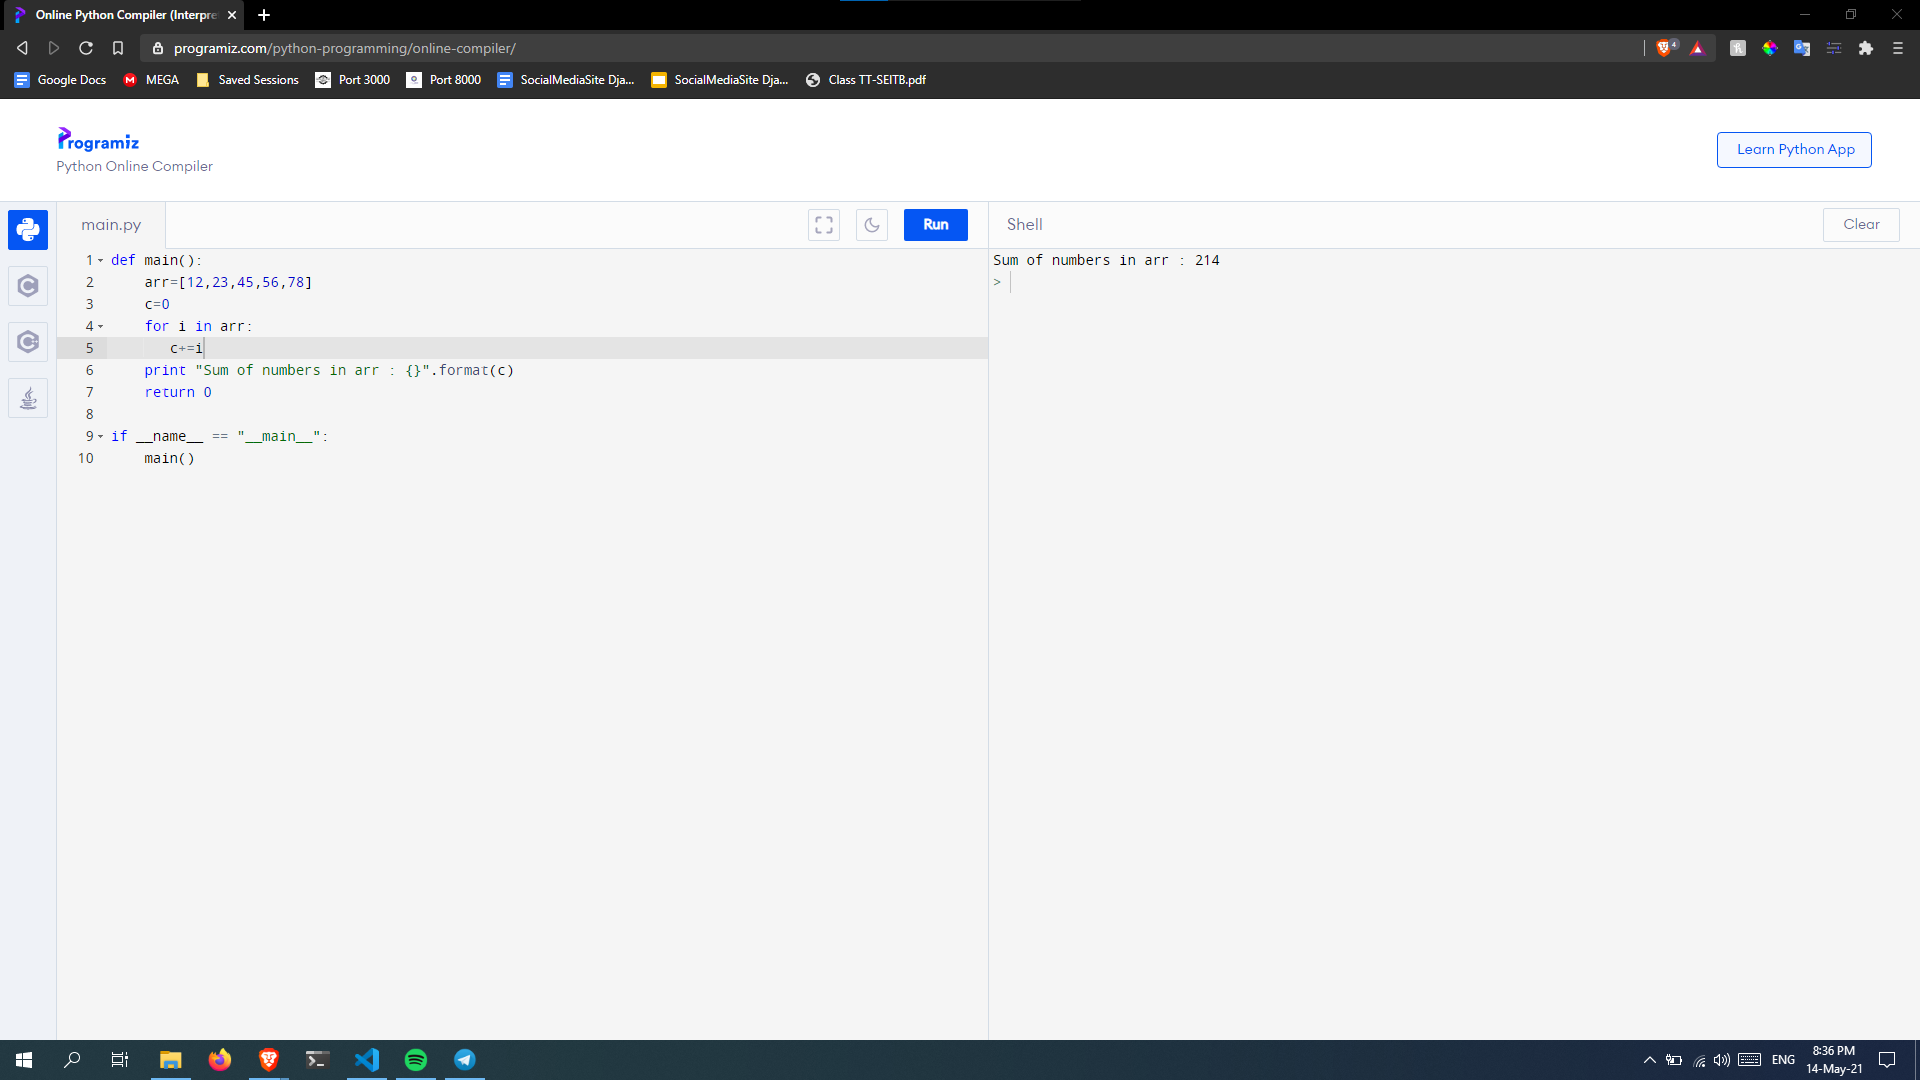 Online Python Compiler (Interpre
programiz.com/python-programming/online-compiler/
4
Google Docs MEGA Saved Sessions Port 3000 Port 8000 SocialMediaSite Dja... SocialMediaSite Dja... Class TT-SEITB.pdf
Programiz
Python Online Compiler
Learn Python App
main.py
Run
Shell
Clear
1 def main():
2     arr=[12,23,45,56,78]
3     c=0
4     for i in arr:
5        c+=i
6     print "Sum of numbers in arr : {}".format(c)
7     return 0
8
9 if __name__ == "__main__":
10     main()
Sum of numbers in arr : 214
>
ENG
8:36 PM
14-May-21